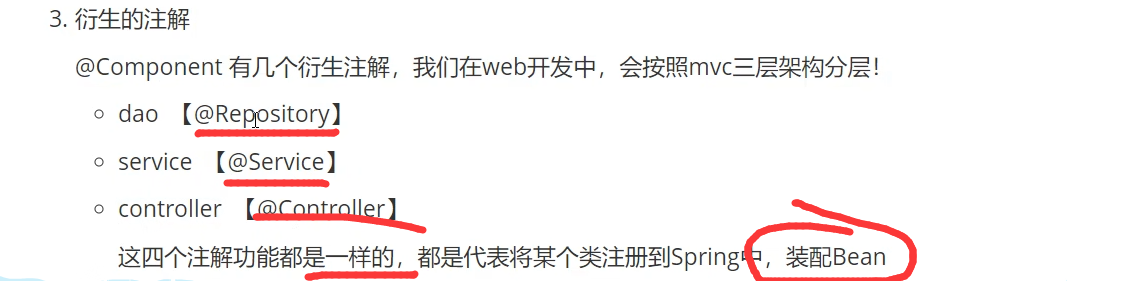 3. 衍生的注解
@Component 有几个衍生注解，我们在web开发中，会按照mvc三层架构分层！
dao 【@Repository】
service 【@Service】
controller 【@Controller】
这四个注解功能都是一样的，都是代表将某个类注册到Spring中，装配Bean